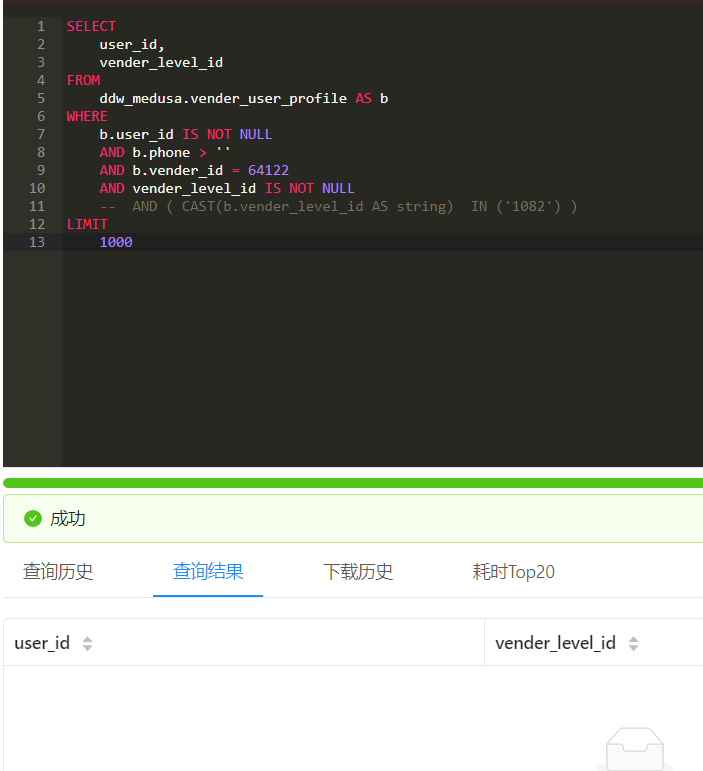 1 SELECT
2 user_id,
3 vender_level_id
4 FROM
5 ddw_medusa.vender_user_profile AS b
6 WHERE
7 b.user_id IS NOT NULL
8 AND b.phone > ''
9 AND b.vender_id = 64122
10 AND vender_level_id IS NOT NULL
11 -- AND ( CAST(b.vender_level_id AS string) IN ('1082') )
12 LIMIT
13 1000
成功
查询历史 查询结果 下载历史 耗时Top20
user_id vender_level_id